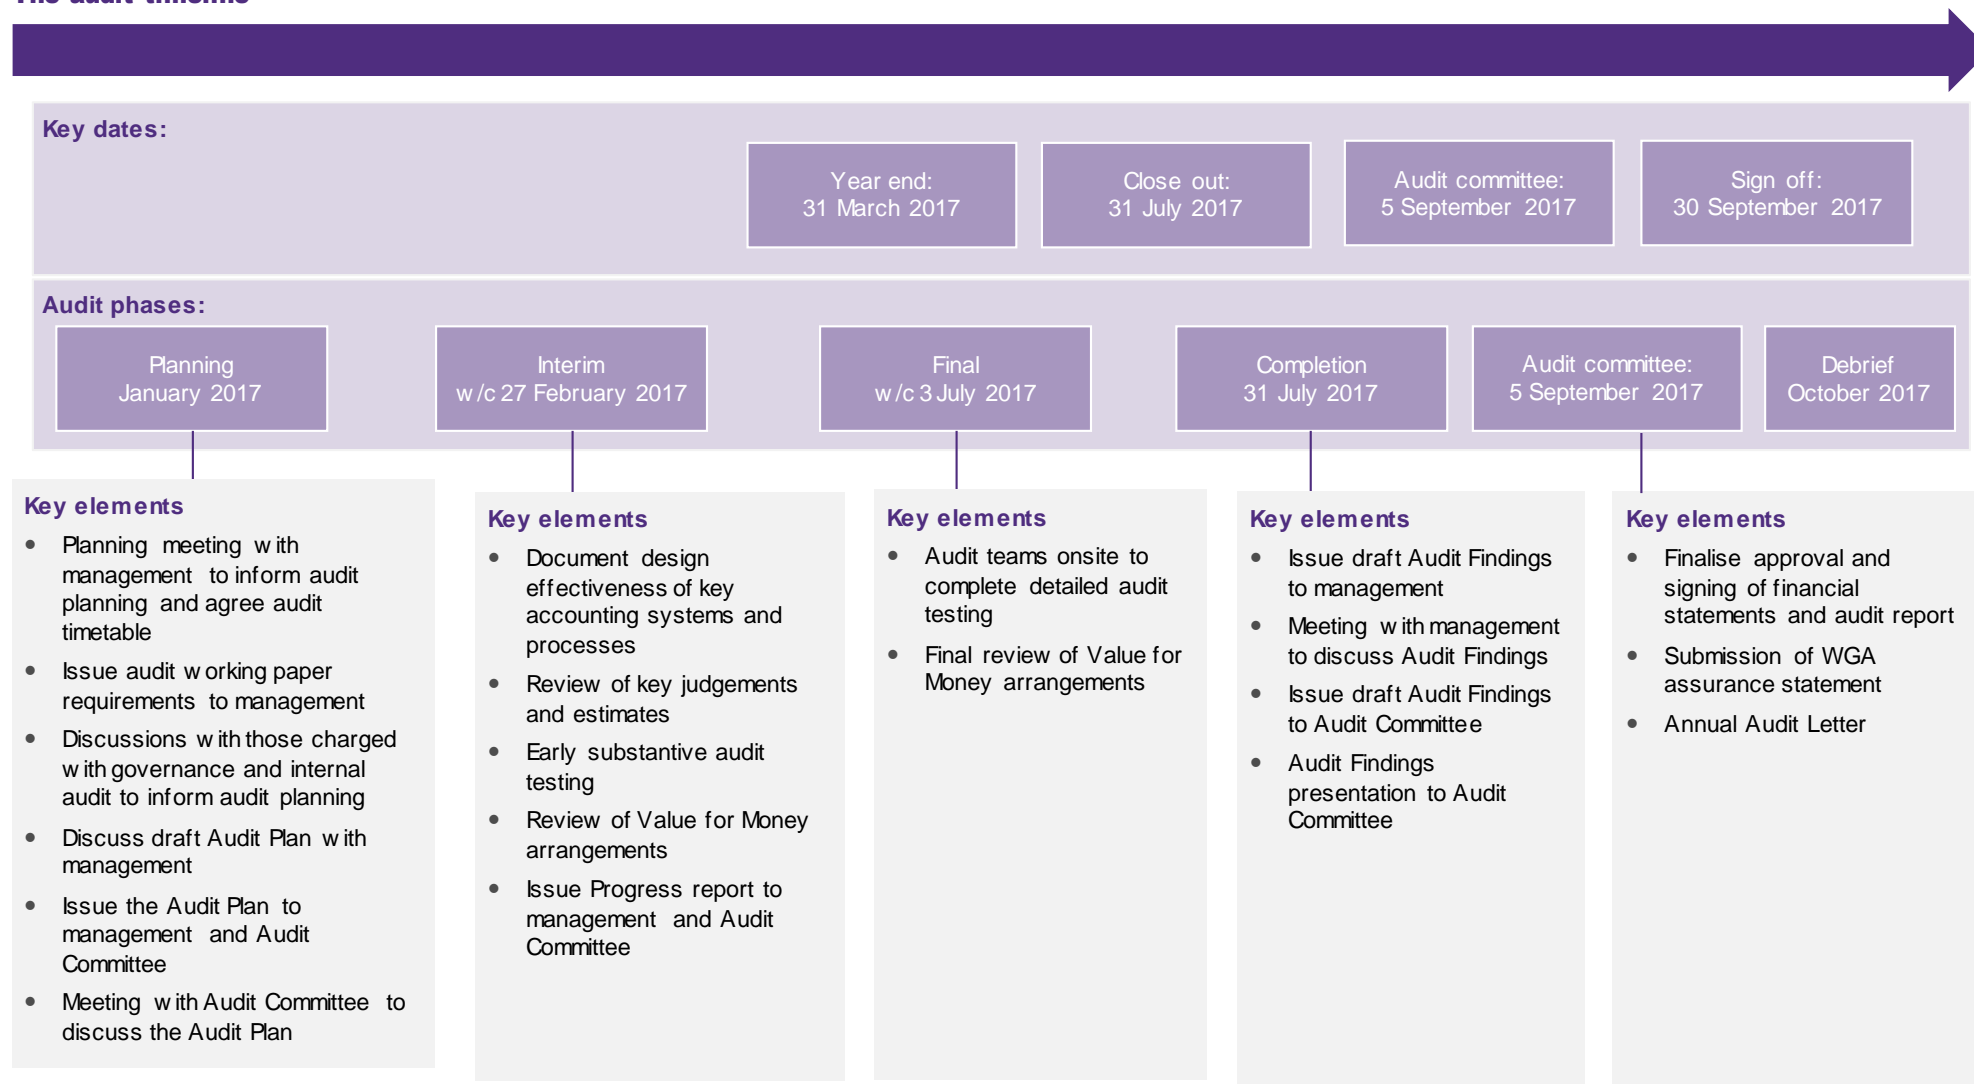 The audit timeline
Key dates:
Year end:
31 March 2017
Close out:
31 July 2017
Audit committee:
5 September 2017
Sign off:
30 September 2017
Audit phases:
Planning
January 2017
Interim
w/c 27 February 2017
Final
w/c 3 July 2017
Completion
31 July 2017
Audit committee:
5 September 2017
Debrief
October 2017
Key elements
• Planning meeting with
management to inform audit
planning and agree audit
timetable
• Issue audit working paper
requirements to management
• Discussions with those charged
with governance and internal
audit to inform audit planning
• Discuss draft Audit Plan with
management
• Issue the Audit Plan to
management and Audit
Committee
• Meeting with Audit Committee to
discuss the Audit Plan
Key elements
• Document design
effectiveness of key
accounting systems and
processes
• Review of key judgements
and estimates
• Early substantive audit
testing
• Review of Value for Money
arrangements
• Issue Progress report to
management and Audit
Committee
Key elements
• Audit teams onsite to
complete detailed audit
testing
• Final review of Value for
Money arrangements
Key elements
• Issue draft Audit Findings
to management
• Meeting with management
to discuss Audit Findings
• Issue draft Audit Findings
to Audit Committee
• Audit Findings
presentation to Audit
Committee
Key elements
• Finalise approval and
signing of financial
statements and audit report
• Submission of WGA
assurance statement
• Annual Audit Letter